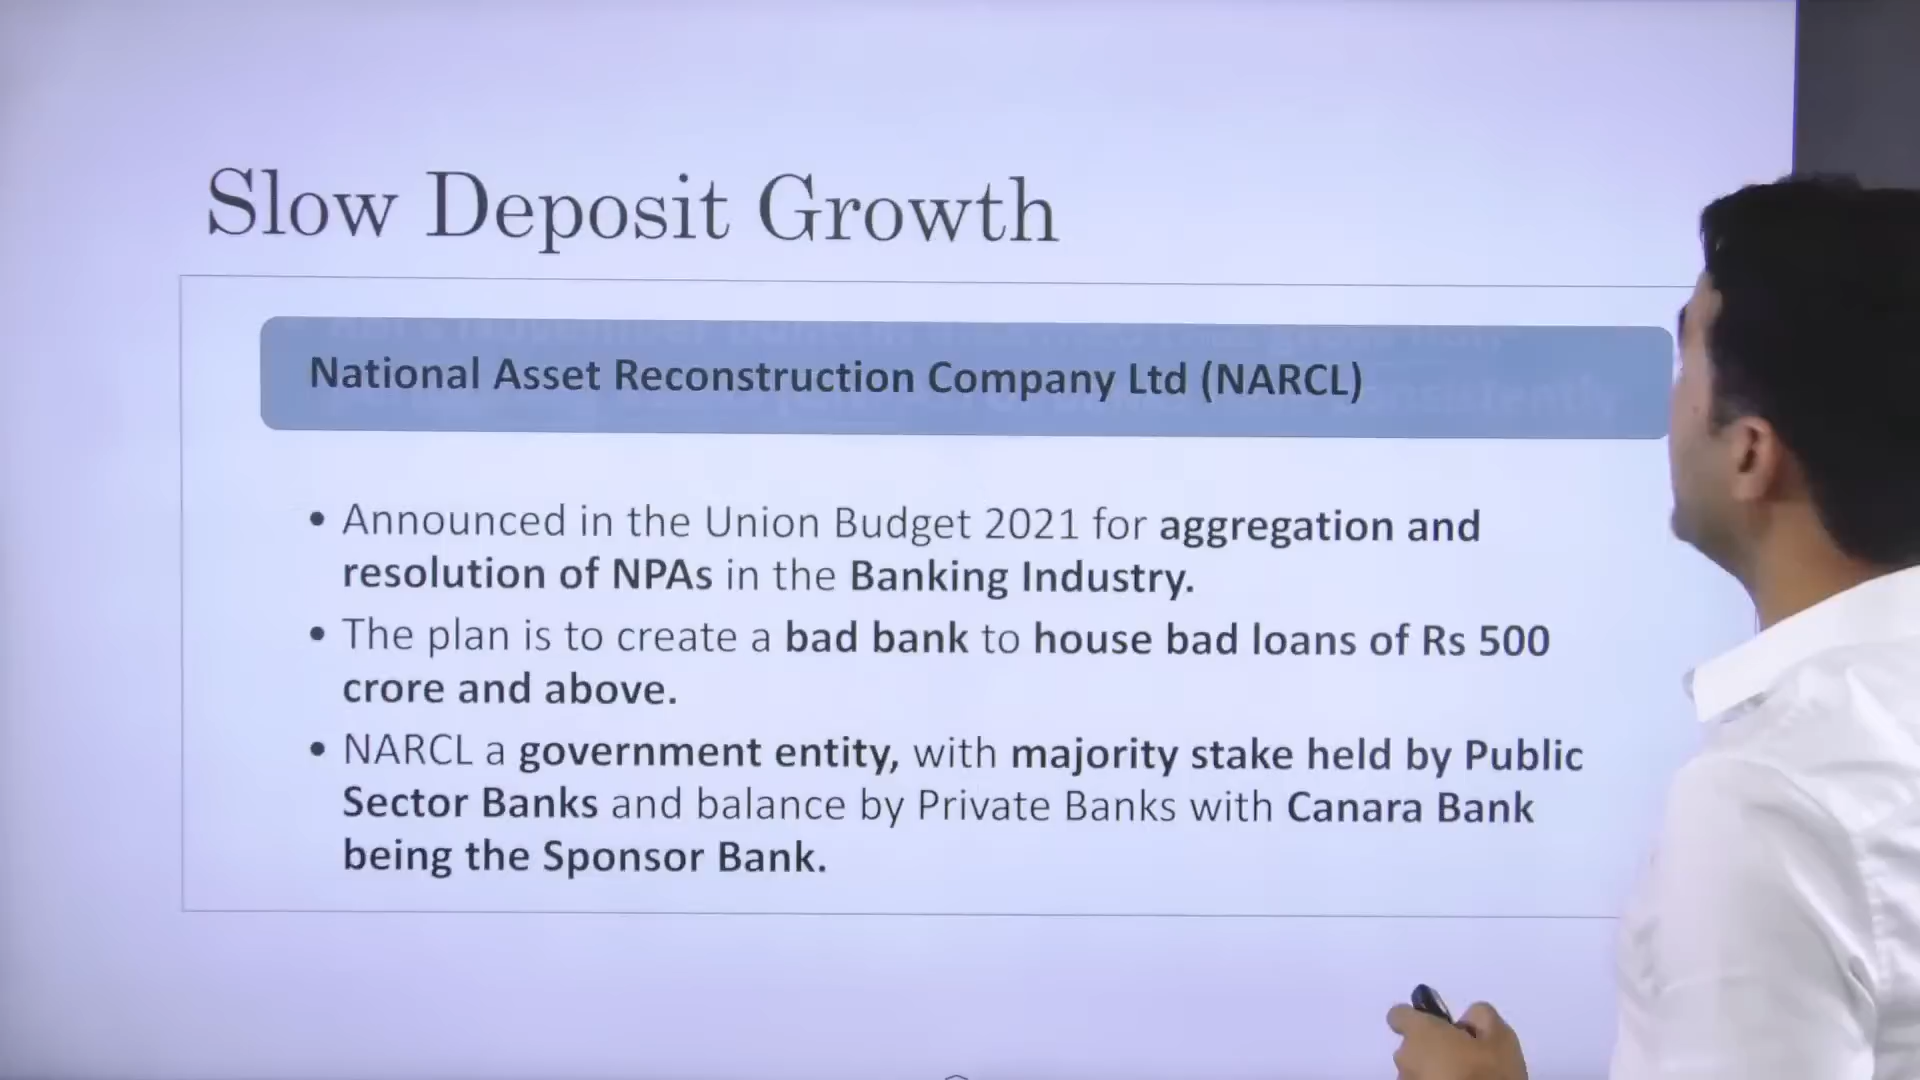 Slow Deposit Growth
National Asset Reconstruction Company Ltd (NARCL)
• Announced in the Union Budget 2021 for aggregation and
resolution of NPAs in the Banking Industry.
• The plan is to create a bad bank to house bad loans of Rs 500
crore and above.
• NARCL a government entity, with majority stake held by Public
Sector Banks and balance by Private Banks with Canara Bank
being the Sponsor Bank.